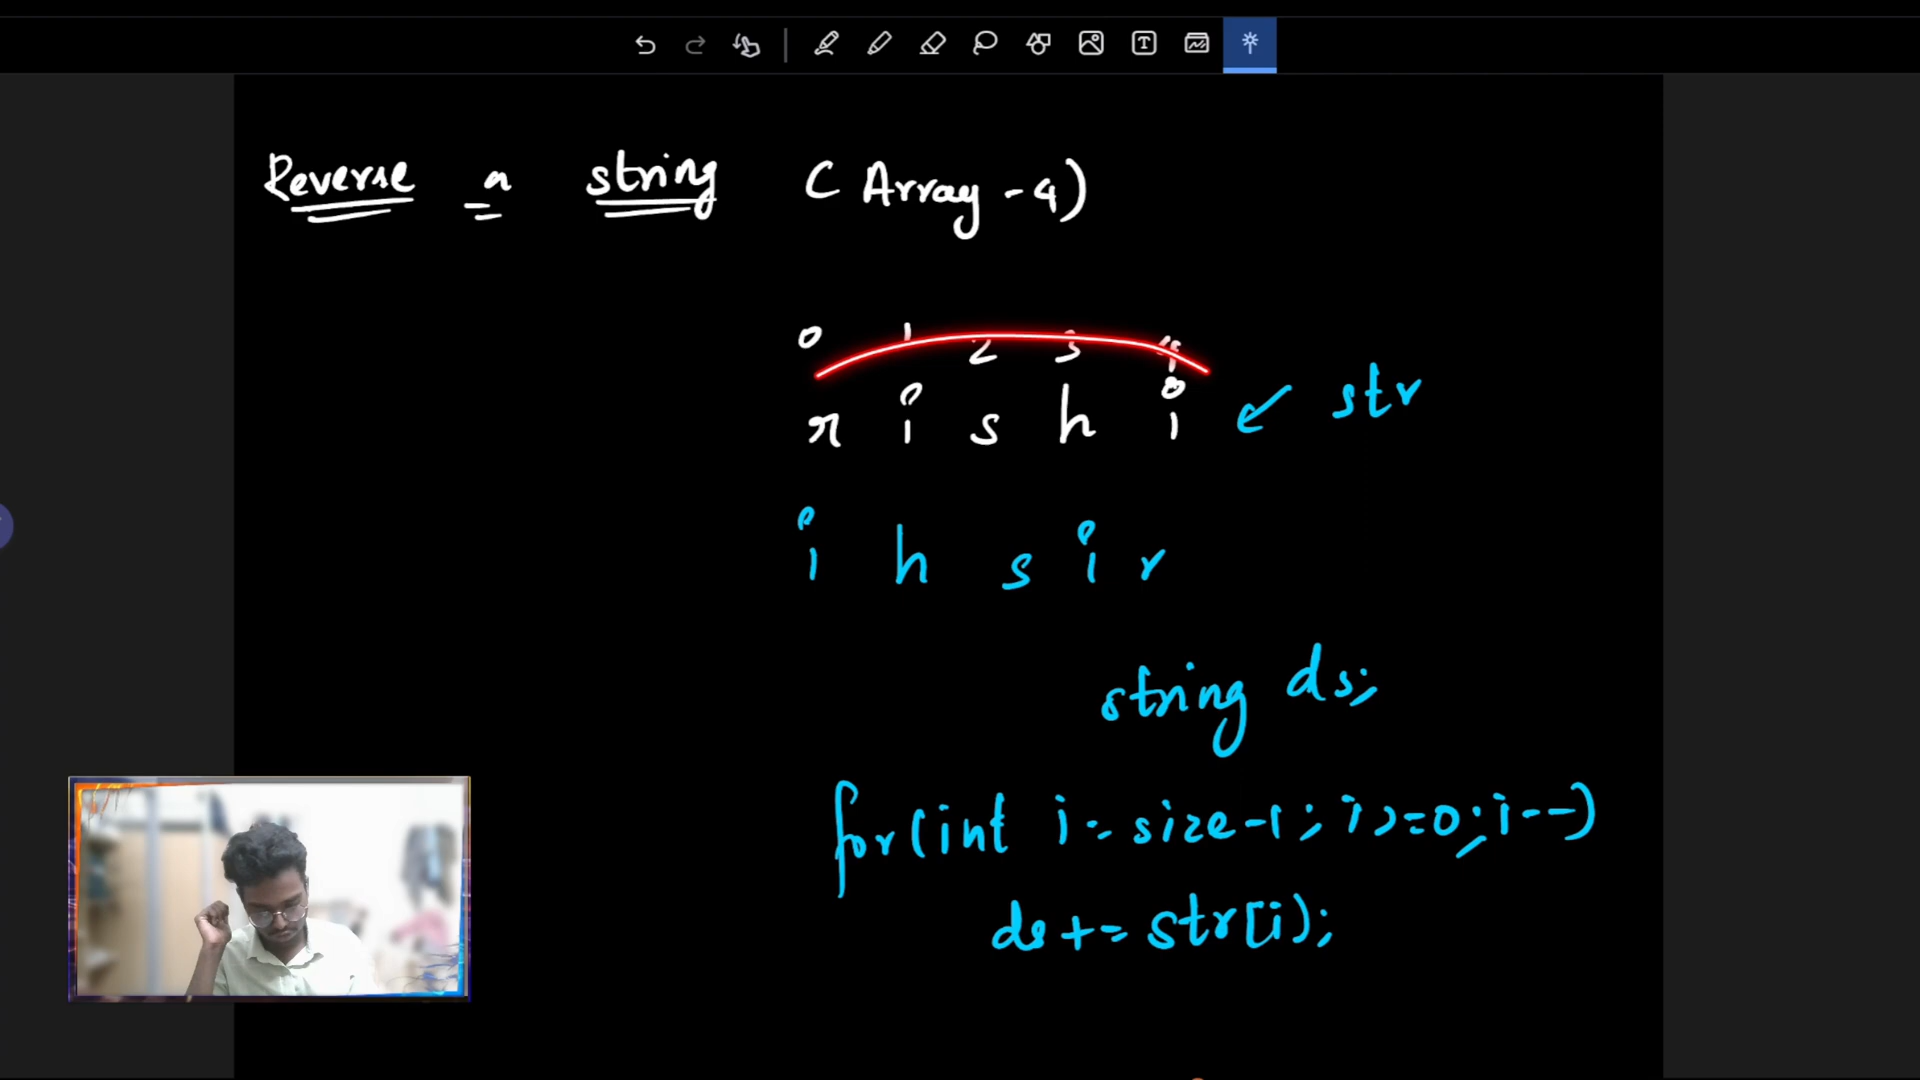 Reverse a string (Array-4)
0 1 2 3 4
r i s h i ✓ str
i h s i r
string ds;
for(int i = size-1; i>=0; i--)
ds += str[i];